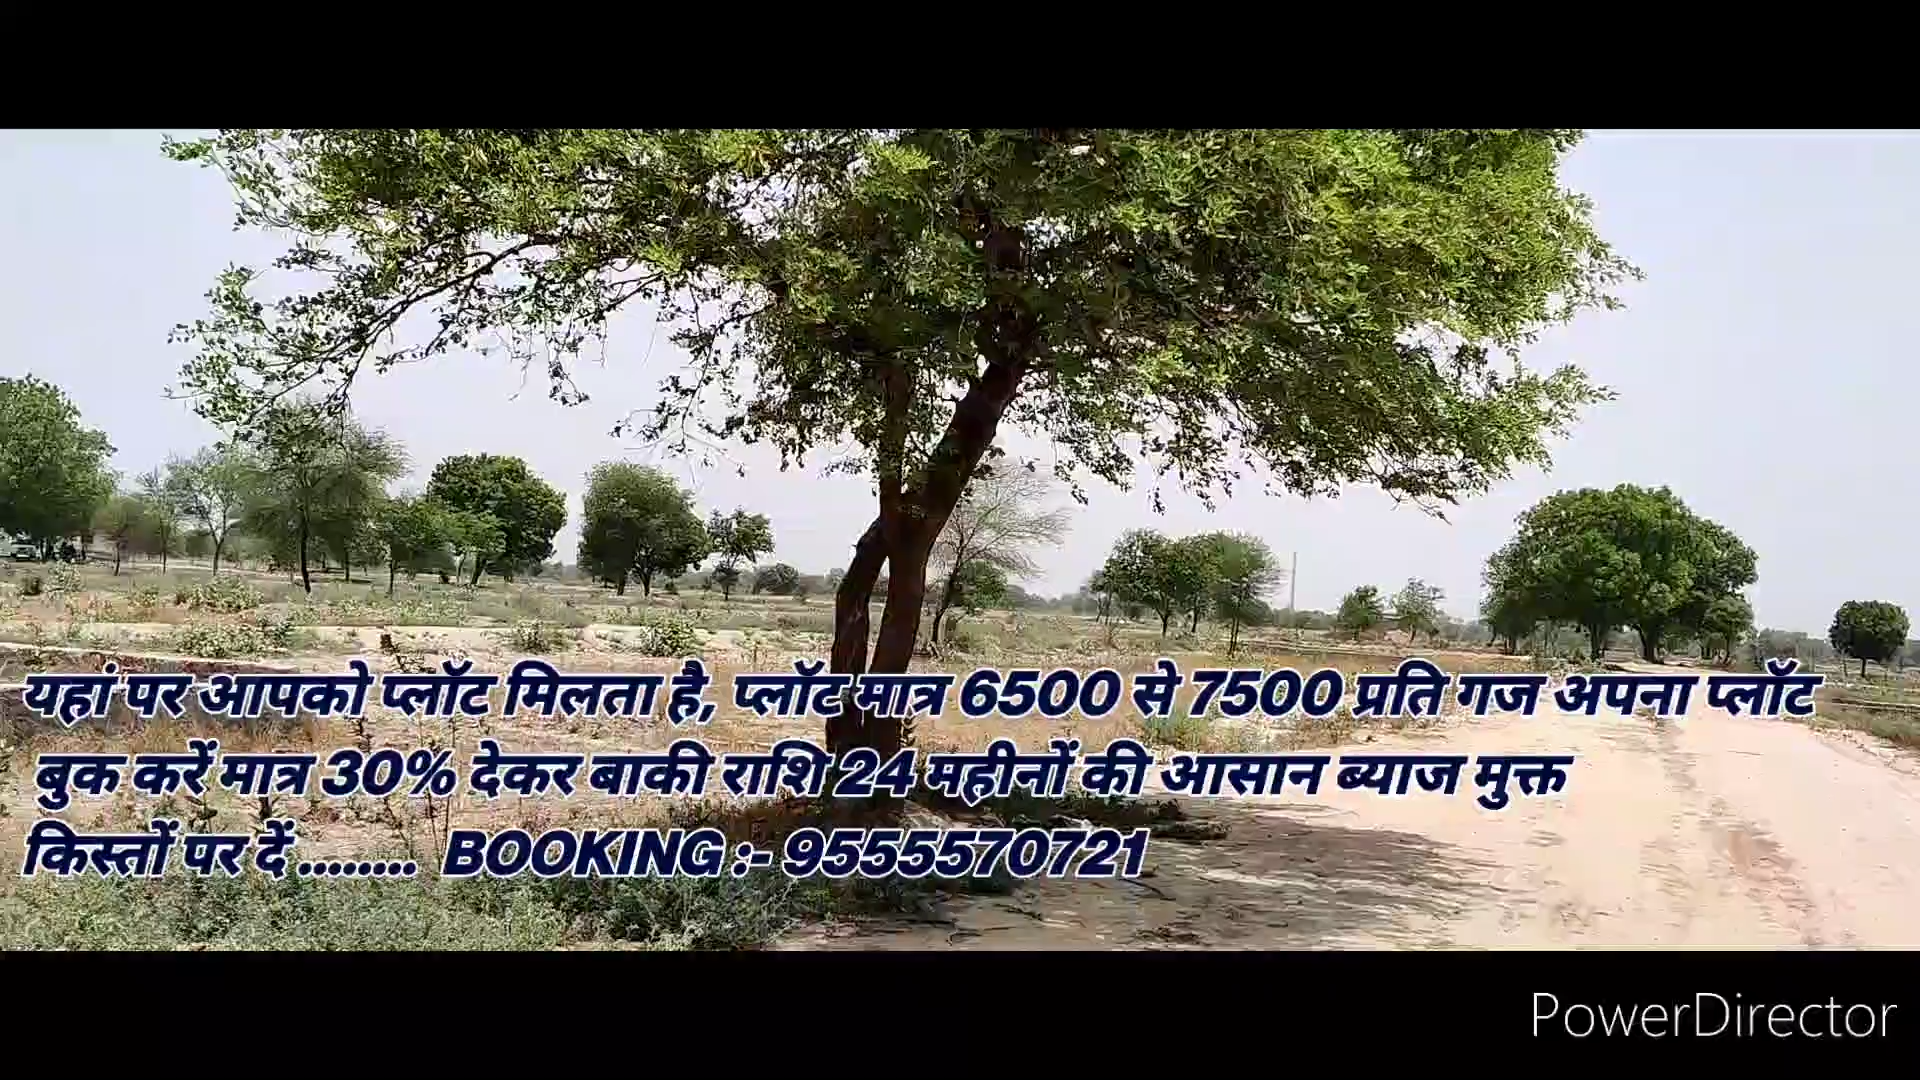 यहां पर आपको प्लॉट मिलता है, प्लॉट मात्र 6500 से 7500 प्रति गज अपना प्लॉट
बुक करें मात्र 30% देकर बाकी राशि 24 महीनों की आसान ब्याज मुक्त
किस्तों पर दें ........ BOOKING :- 9555570721
PowerDirector